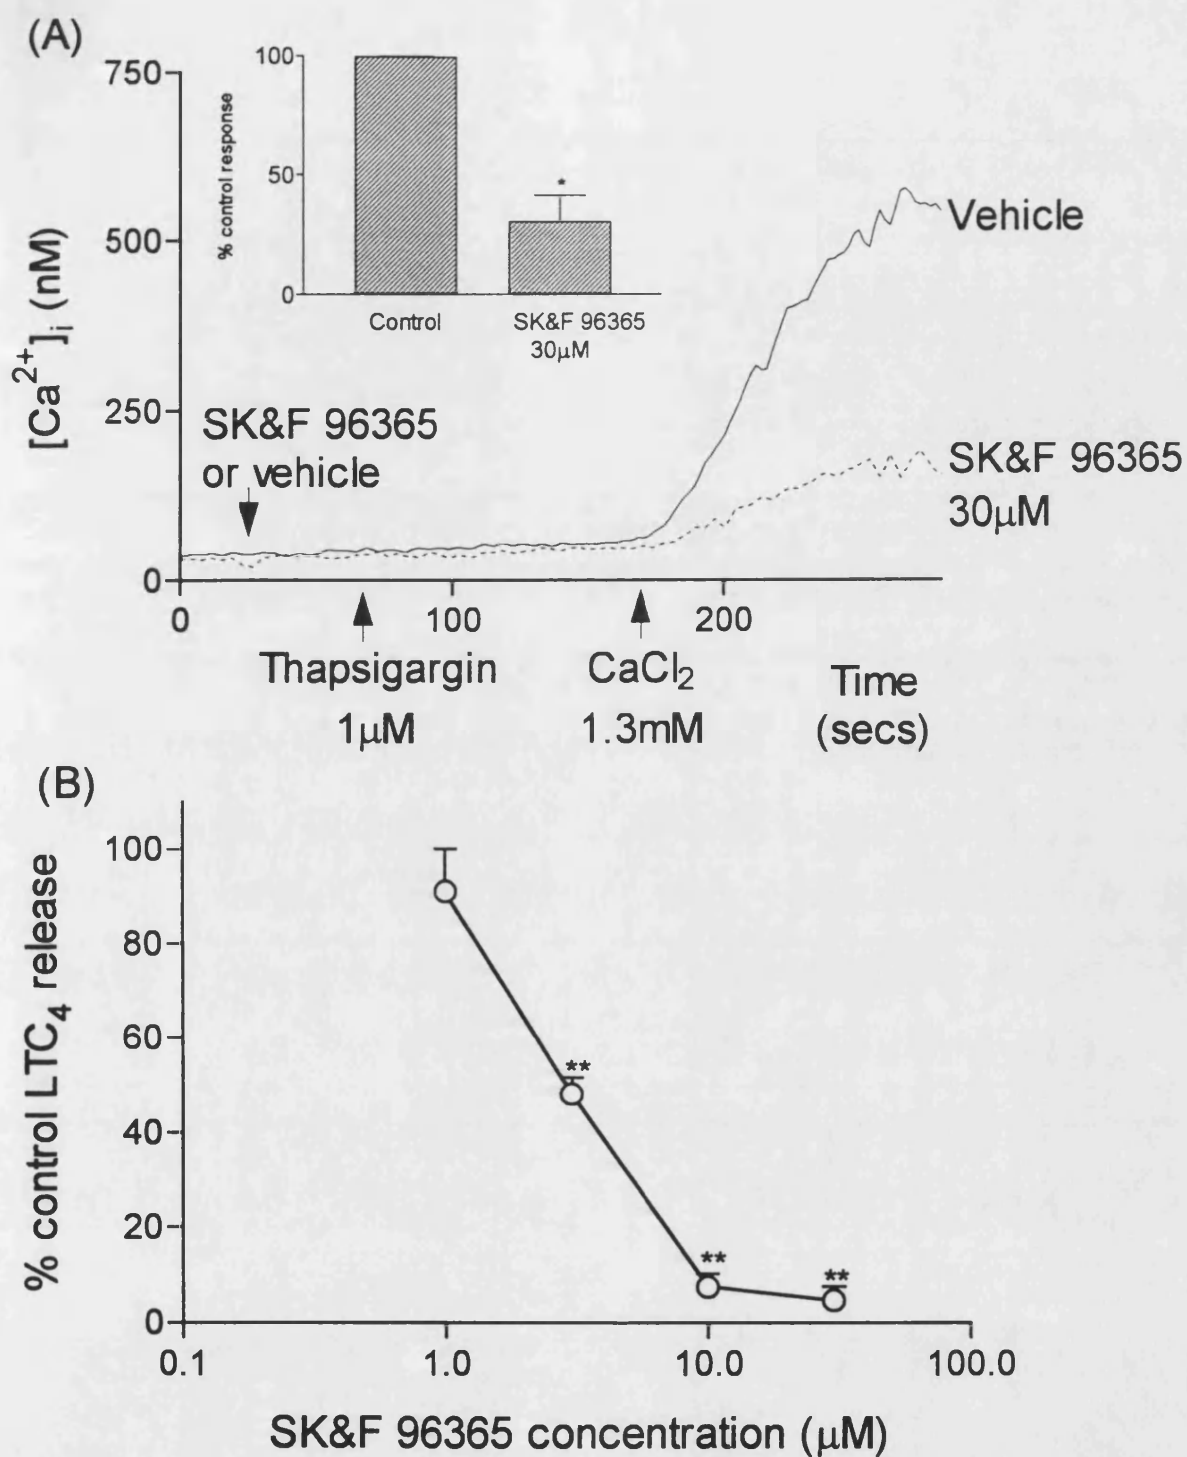 (A)
750
500
250
0
[Ca2+]i (nM)
100
50
0
% control response
*
Control
SK&F 96365
30µM
Vehicle
SK&F 96365
or vehicle
SK&F 96365
30µM
0
100
200
Thapsigargin
1µM
CaCl2
1.3mM
Time
(secs)
(B)
100
80
60
40
20
0
% control LTC4 release
**
**
**
0.1
1.0
10.0
100.0
SK&F 96365 concentration (µM)